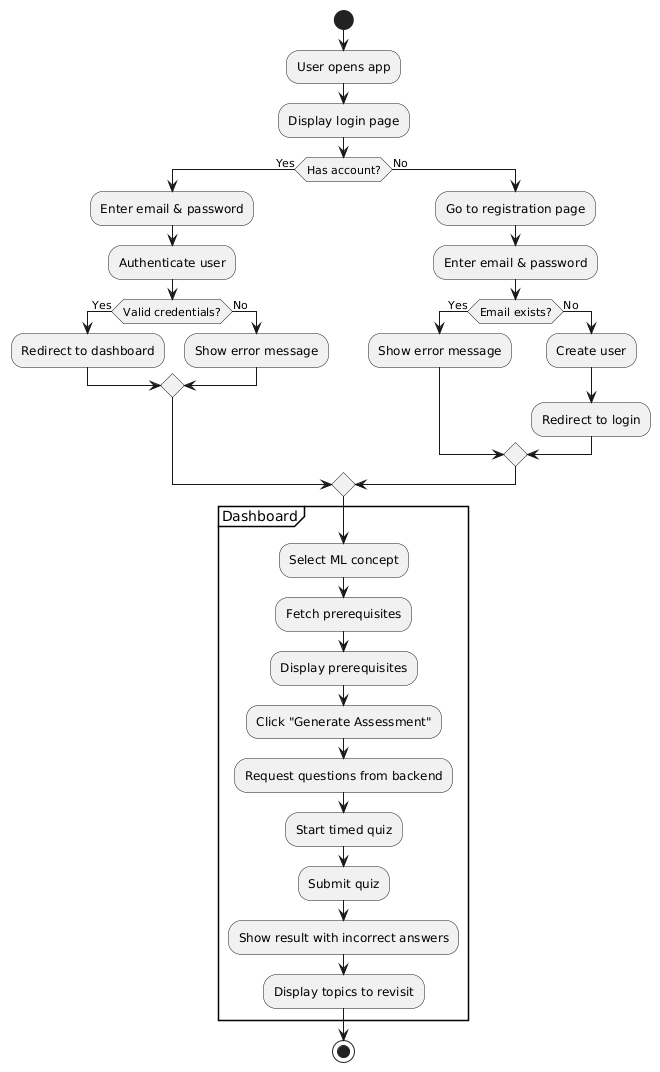 User opens app
Display login page
Has account?
Yes
No
Enter email & password
Authenticate user
Valid credentials?
Yes
No
Redirect to dashboard
Show error message
Go to registration page
Enter email & password
Email exists?
Yes
No
Show error message
Create user
Redirect to login
Dashboard
Select ML concept
Fetch prerequisites
Display prerequisites
Click "Generate Assessment"
Request questions from backend
Start timed quiz
Submit quiz
Show result with incorrect answers
Display topics to revisit